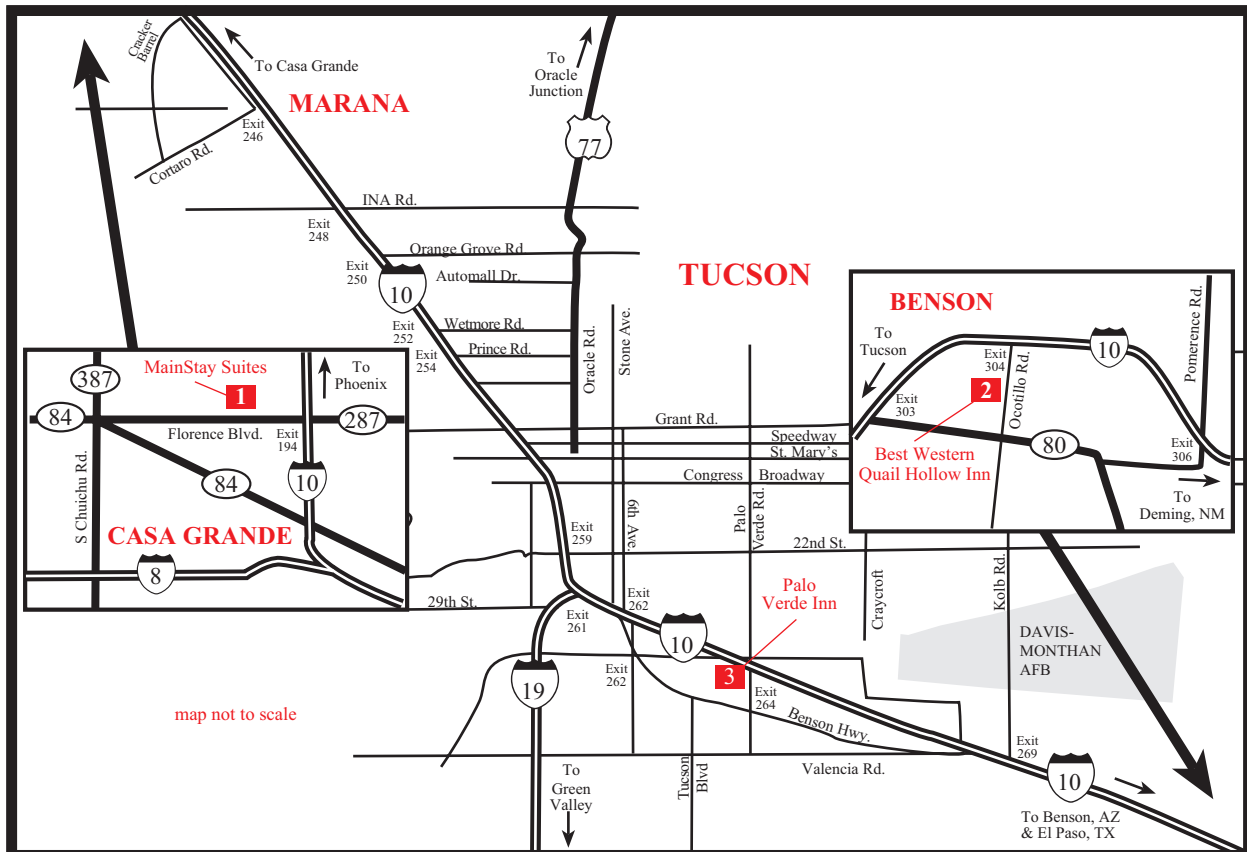 Cracker
Barrel
To Casa Grande
MARANA
Exit
246
Cortaro Rd.
To
Oracle
Junction
77
INA Rd.
Exit
248
Orange Grove Rd.
Exit
250
Automall Dr.
10
TUCSON
Wetmore Rd.
Exit
252
Prince Rd.
Exit
254
Oracle Rd.
Stone Ave.
Grant Rd.
Speedway
St. Mary's
Congress
Broadway
6th Ave.
Palo
Verde Rd.
Exit
259
22nd St.
29th St.
Exit
261
Exit
262
10
Palo
Verde Inn
3
Exit
262
Exit
264
19
Benson Hwy.
Craycroft
Kolb Rd.
DAVIS-
MONTHAN
AFB
map not to scale
Exit
269
Valencia Rd.
Tucson
Blvd
To
Green
Valley
10
To Benson, AZ
& El Paso, TX
387
MainStay Suites
1
To
Phoenix
84
287
Florence Blvd.
Exit
194
S Chuichu Rd.
84
10
CASA GRANDE
8
BENSON
Pomerence Rd.
To
Tucson
10
Exit
304
Ocotillo Rd.
2
Exit
303
80
Exit
306
Best Western
Quail Hollow Inn
To
Deming, NM